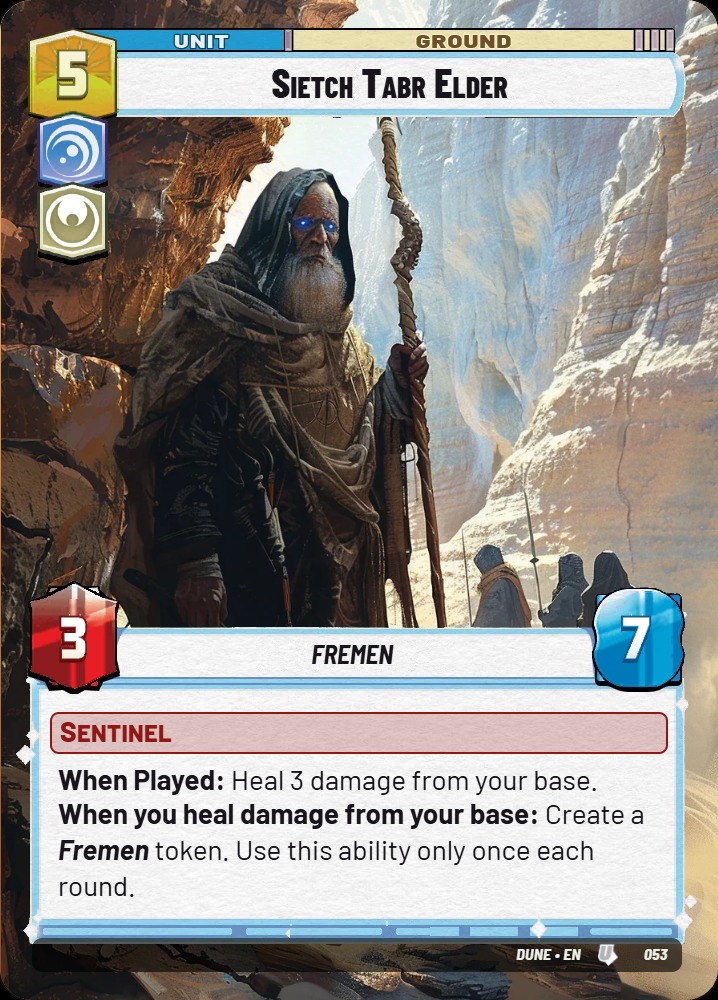 UNIT
GROUND
5
SIETCH TABR ELDER
3
FREMEN
7
SENTINEL
When Played: Heal 3 damage from your base.
When you heal damage from your base: Create a
Fremen token. Use this ability only once each
round.
DUNE • EN
U
053